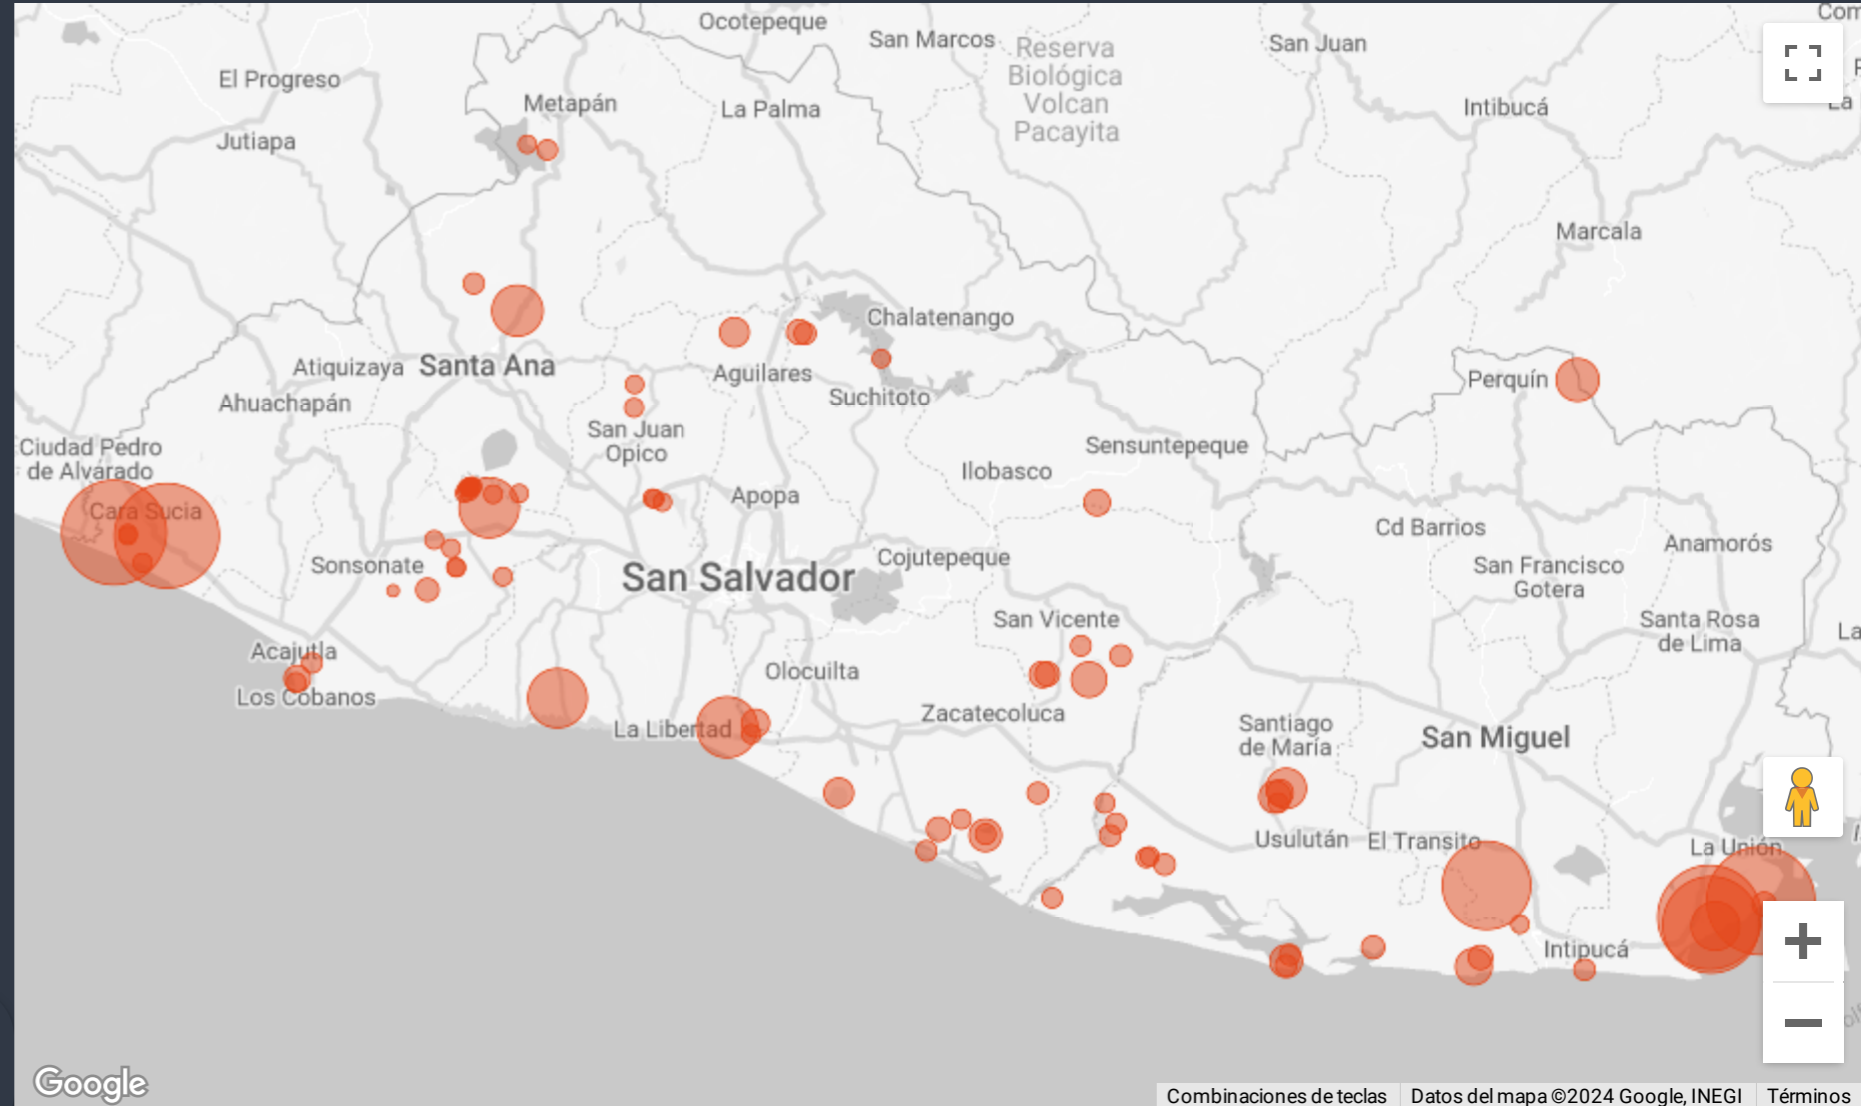 Ocotepeque
San Marcos
San Juan
Com
Reserva
Biológica
Volcan
Pacayita
El Progreso
Metapán
La Palma
Intibucá
La
Jutiapa
Marcala
Chalatenango
Atiquizaya
Santa Ana
Aguilares
Perquín
Ahuachapán
Suchitoto
San Juan
Opico
Ciudad Pedro
de Alvarado
Sensuntepeque
Ilobasco
Apopa
Cara Sucia
Cd Barrios
Anamorós
Sonsonate
San Salvador
Cojutepeque
San Francisco
Gotera
San Vicente
Santa Rosa
de Lima
La
Acajutla
Olocuilta
Los Cobanos
La Libertad
Zacatecoluca
Santiago
de María
San Miguel
Usulután
El Transito
La Unión
Intipucá
Google
Combinaciones de teclas
Datos del mapa ©2024 Google, INEGI
Términos